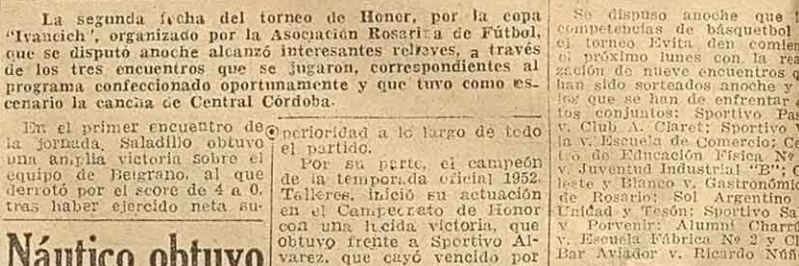 La segunda fecha del torneo de Honor, por la copa
"Ivancich", organizado por la Asociación Rosarina de Fútbol,
que se disputó anoche alcanzó interesantes relieves, a través
de los tres encuentros que se jugaron, correspondientes al
programa confeccionado oportunamente y que tuvo como es-
cenario la cancha de Central Córdoba.
En el primer encuentro de
la jornada, Saladillo obtuvo
una amplia victoria sobre el
equipo de Belgrano, al que
derrotó por el score de 4 a 0,
tras haber ejercido neta su-
perioridad a lo largo de todo
el partido.
Por su parte, el campeón
de la temporada oficial 1952,
Talleres, inició su actuación
en el Campeonato de Honor
con una lucida victoria, que
obtuvo frente a Sportivo Al-
varez, que cayó vencido por
Náutico obtuvo
Se dispuso anoche que l
competencias de básquetbol
el torneo Evita den comien
el próximo lunes con la rea
zación de nueve encuentros q
han sido sorteados anoche y
los que se han de enfrentar
los conjuntos: Sportivo Pas
v. Club A. Claret; Sportivo
v. la Escuela de Comercio; Ce
tro de Educación Física Nº
v. Juventud Industrial "B"; C
leste y Blanco v. Gastronómic
de Rosario; Sol Argentino
Unidad y Tesón; Sportivo Sa
v. Porvenir; Alumni Charrú
v. Escuela Fábrica Nº 2 y Cl
Bar Aviador v. Ricardo Núñ